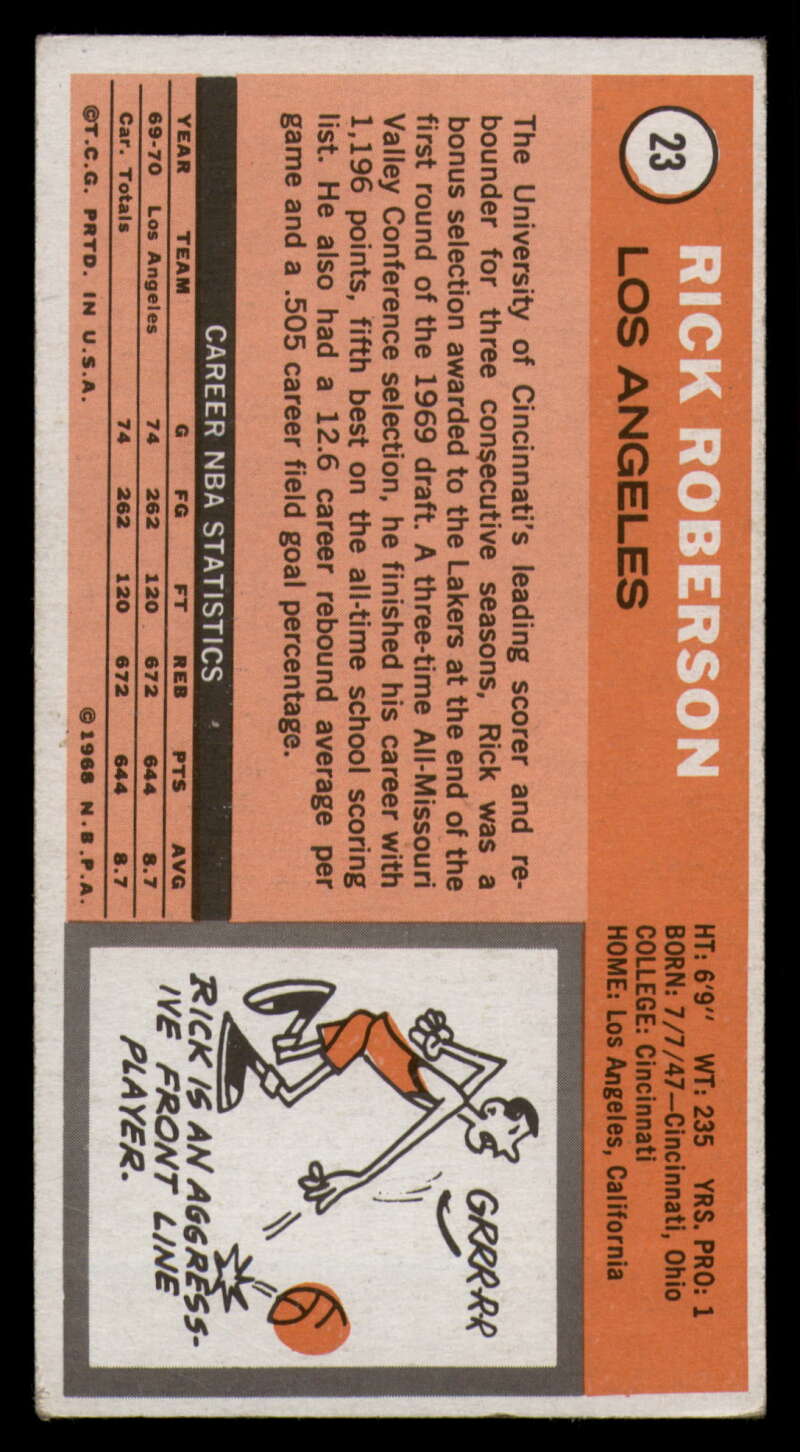 23
RICK ROBERSON
LOS ANGELES
HT: 6'9" WT: 235 YRS. PRO: 1
BORN: 7/7/47—Cincinnati, Ohio
COLLEGE: Cincinnati
HOME: Los Angeles, California
The University of Cincinnati's leading scorer and re-
bounder for three consecutive seasons, Rick was a
bonus selection awarded to the Lakers at the end of the
first round of the 1969 draft. A three-time All-Missouri
Valley Conference selection, he finished his career with
1,196 points, fifth best on the all-time school scoring
list. He also had a 12.6 career rebound average per
game and a .505 career field goal percentage.
CAREER NBA STATISTICS
YEAR TEAM G FG FT REB PTS AVG
69-70 Los Angeles 74 262 120 672 644 8.7
Car. Totals 74 262 120 672 644 8.7
©T.C.G. PRTD. IN U.S.A. ©1968 N.B.P.A.
GRRRRR
RICK IS AN AGGRESS-
IVE FRONT LINE
PLAYER.